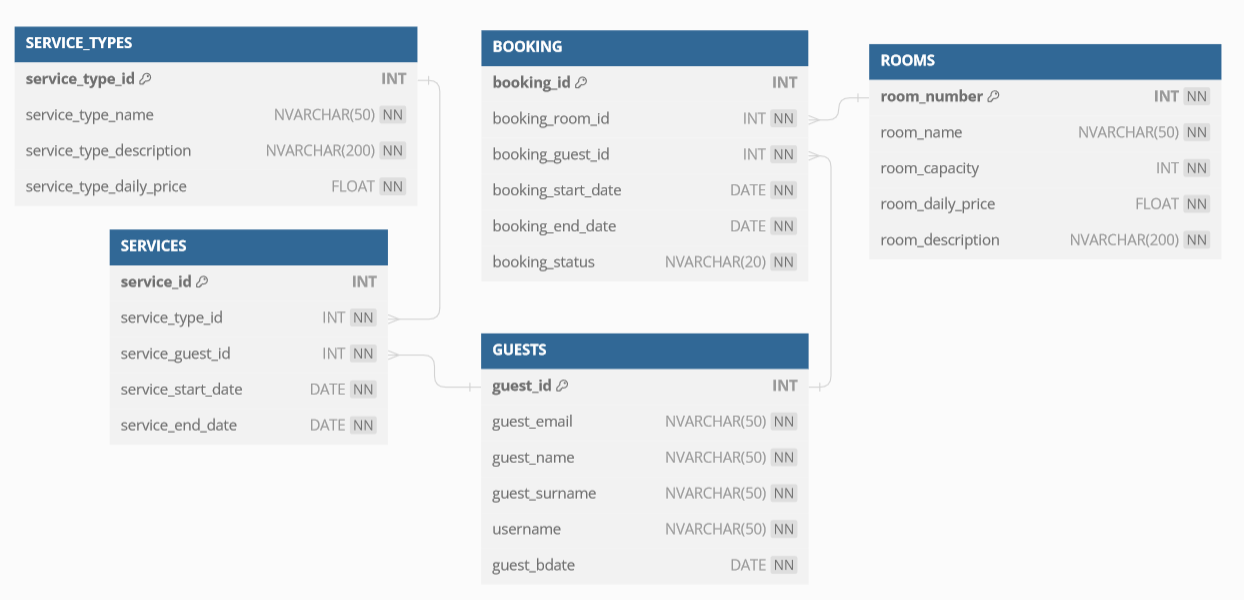 SERVICE_TYPES
service_type_id INT
service_type_name NVARCHAR(50) NN
service_type_description NVARCHAR(200) NN
service_type_daily_price FLOAT NN
SERVICES
service_id INT
service_type_id INT NN
service_guest_id INT NN
service_start_date DATE NN
service_end_date DATE NN
BOOKING
booking_id INT
booking_room_id INT NN
booking_guest_id INT NN
booking_start_date DATE NN
booking_end_date DATE NN
booking_status NVARCHAR(20) NN
GUESTS
guest_id INT
guest_email NVARCHAR(50) NN
guest_name NVARCHAR(50) NN
guest_surname NVARCHAR(50) NN
username NVARCHAR(50) NN
guest_bdate DATE NN
ROOMS
room_number INT NN
room_name NVARCHAR(50) NN
room_capacity INT NN
room_daily_price FLOAT NN
room_description NVARCHAR(200) NN